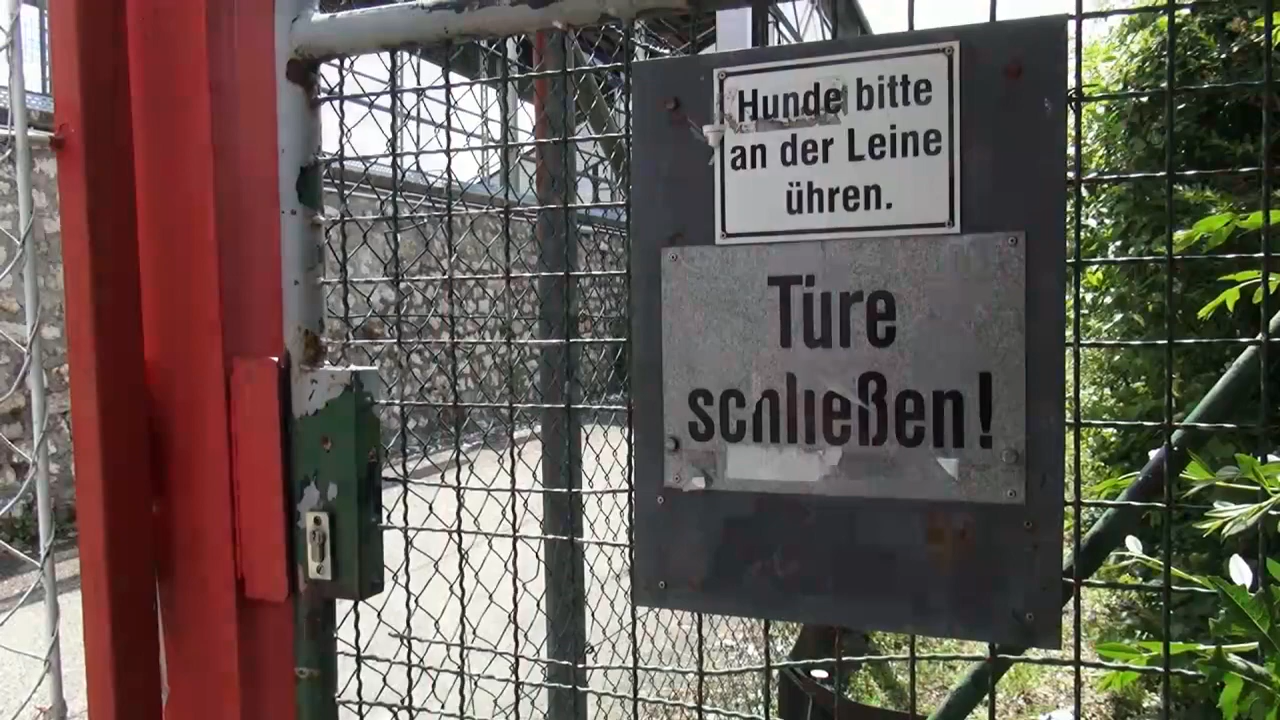 Hunde bitte
an der Leine
ühren.
Türe
schließen!